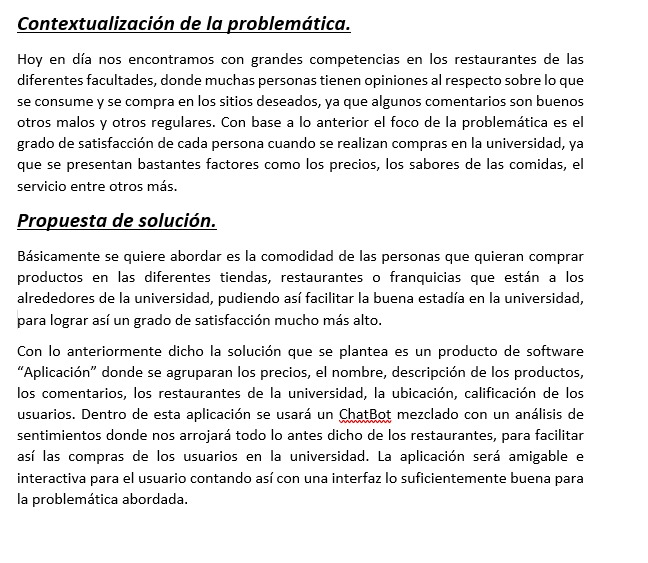 Contextualización de la problemática.
Hoy en día nos encontramos con grandes competencias en los restaurantes de las
diferentes facultades, donde muchas personas tienen opiniones al respecto sobre lo que
se consume y se compra en los sitios deseados, ya que algunos comentarios son buenos
otros malos y otros regulares. Con base a lo anterior el foco de la problemática es el
grado de satisfacción de cada persona cuando se realizan compras en la universidad, ya
que se presentan bastantes factores como los precios, los sabores de las comidas, el
servicio entre otros más.
Propuesta de solución.
Básicamente se quiere abordar es la comodidad de las personas que quieran comprar
productos en las diferentes tiendas, restaurantes o franquicias que están a los
alrededores de la universidad, pudiendo así facilitar la buena estadía en la universidad,
para lograr así un grado de satisfacción mucho más alto.
Con lo anteriormente dicho la solución que se plantea es un producto de software
“Aplicación” donde se agruparan los precios, el nombre, descripción de los productos,
los comentarios, los restaurantes de la universidad, la ubicación, calificación de los
usuarios. Dentro de esta aplicación se usará un ChatBot mezclado con un análisis de
sentimientos donde nos arrojará todo lo antes dicho de los restaurantes, para facilitar
así las compras de los usuarios en la universidad. La aplicación será amigable e
interactiva para el usuario contando así con una interfaz lo suficientemente buena para
la problemática abordada.